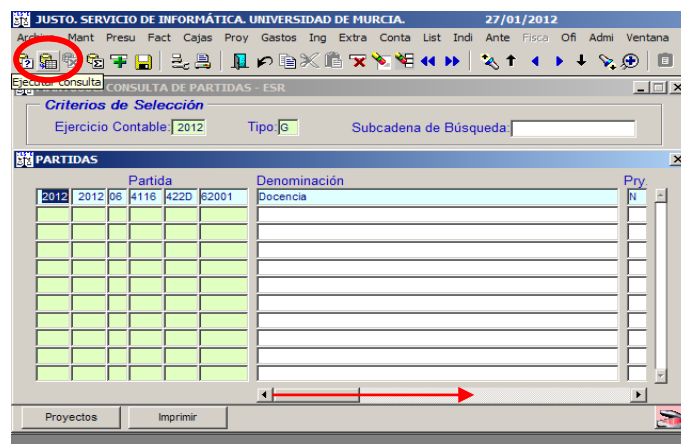 JUSTO. SERVICIO DE INFORMÁTICA. UNIVERSIDAD DE MURCIA. 27/01/2012
Mant Presu Fact Cajas Proy Gastos Ing Extra Conta List Indi Ante Fisca Ofi Admi Ventana
Ejecutar consulta
CONSULTA DE PARTIDAS - ESR
Criterios de Selección
Ejercicio Contable: 2012 Tipo: G Subcadena de Búsqueda:
PARTIDAS
Partida Denominación Pry.
2012 2012 06 4116 422D 62001 Docencia N
Proyectos Imprimir